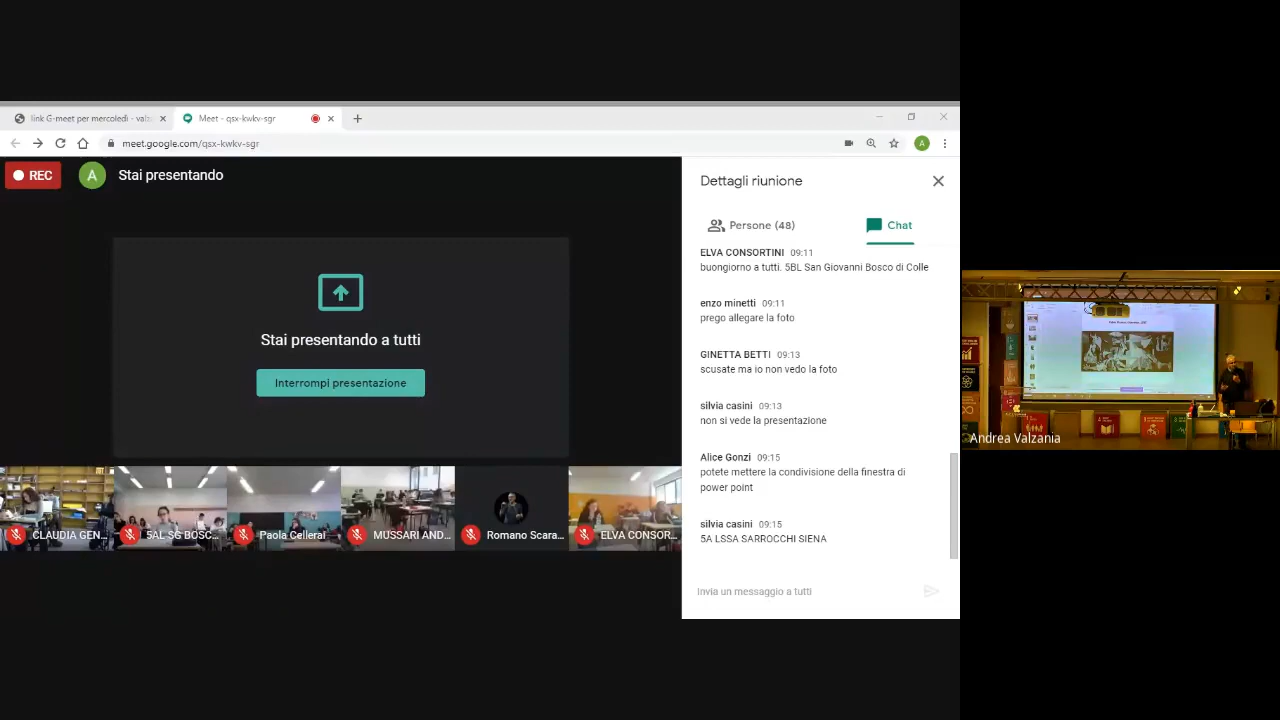 link G-meet per mercoledì - valza
Meet - qsx-kwkv-sgr
meet.google.com/qsx-kwkv-sgr
A
REC
A
Stai presentando
Stai presentando a tutti
Interrompi presentazione
CLAUDIA GEN...
5AL SG BOSC...
Paola Cellerai
MUSSARI AND...
Romano Scara...
ELVA CONSOR...
Dettagli riunione
Persone (48)
Chat
ELVA CONSORTINI 09:11
buongiorno a tutti. 5BL San Giovanni Bosco di Colle
enzo minetti 09:11
prego allegare la foto
GINETTA BETTI 09:13
scusate ma io non vedo la foto
silvia casini 09:13
non si vede la presentazione
Alice Gonzi 09:15
potete mettere la condivisione della finestra di
power point
silvia casini 09:15
5A LSSA SARROCCHI SIENA
Invia un messaggio a tutti
Andrea Valzania